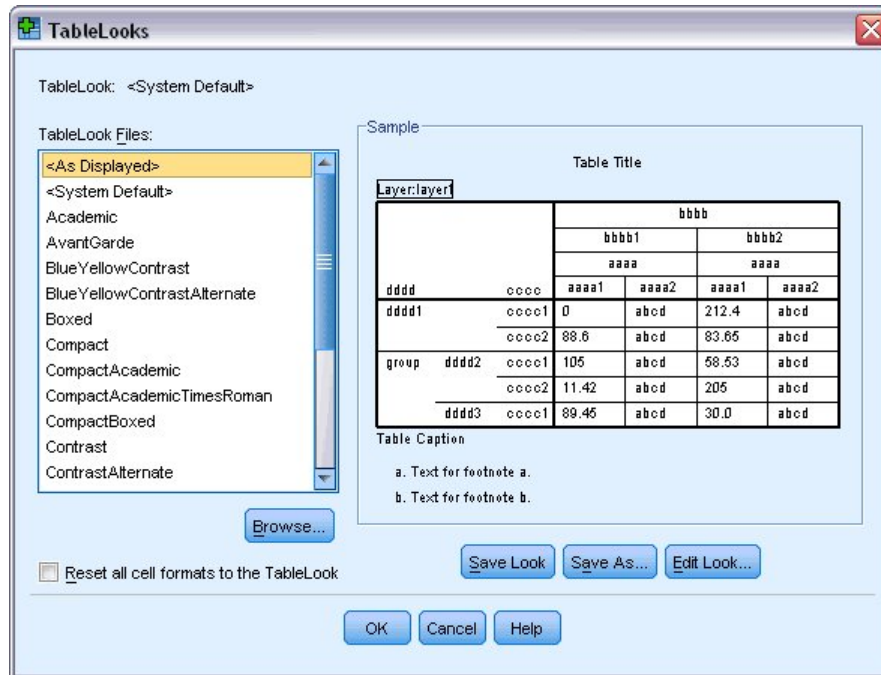 TableLooks
TableLook: <System Default>
TableLook Files:
<As Displayed>
<System Default>
Academic
AvantGarde
BlueYellowContrast
BlueYellowContrastAlternate
Boxed
Compact
CompactAcademic
CompactAcademicTimesRoman
CompactBoxed
Contrast
ContrastAlternate
Browse...
Reset all cell formats to the TableLook
Sample
Table Title
Layer:layer1
bbbb
bbbb1 bbbb2
aaaa aaaa
dddd cccc aaaa1 aaaa2 aaaa1 aaaa2
dddd1 cccc1 0 abcd 212.4 abcd
cccc2 88.6 abcd 83.65 abcd
group dddd2 cccc1 105 abcd 58.53 abcd
cccc2 11.42 abcd 205 abcd
dddd3 cccc1 89.45 abcd 30.0 abcd
Table Caption
a. Text for footnote a.
b. Text for footnote b.
Save Look Save As... Edit Look...
OK Cancel Help